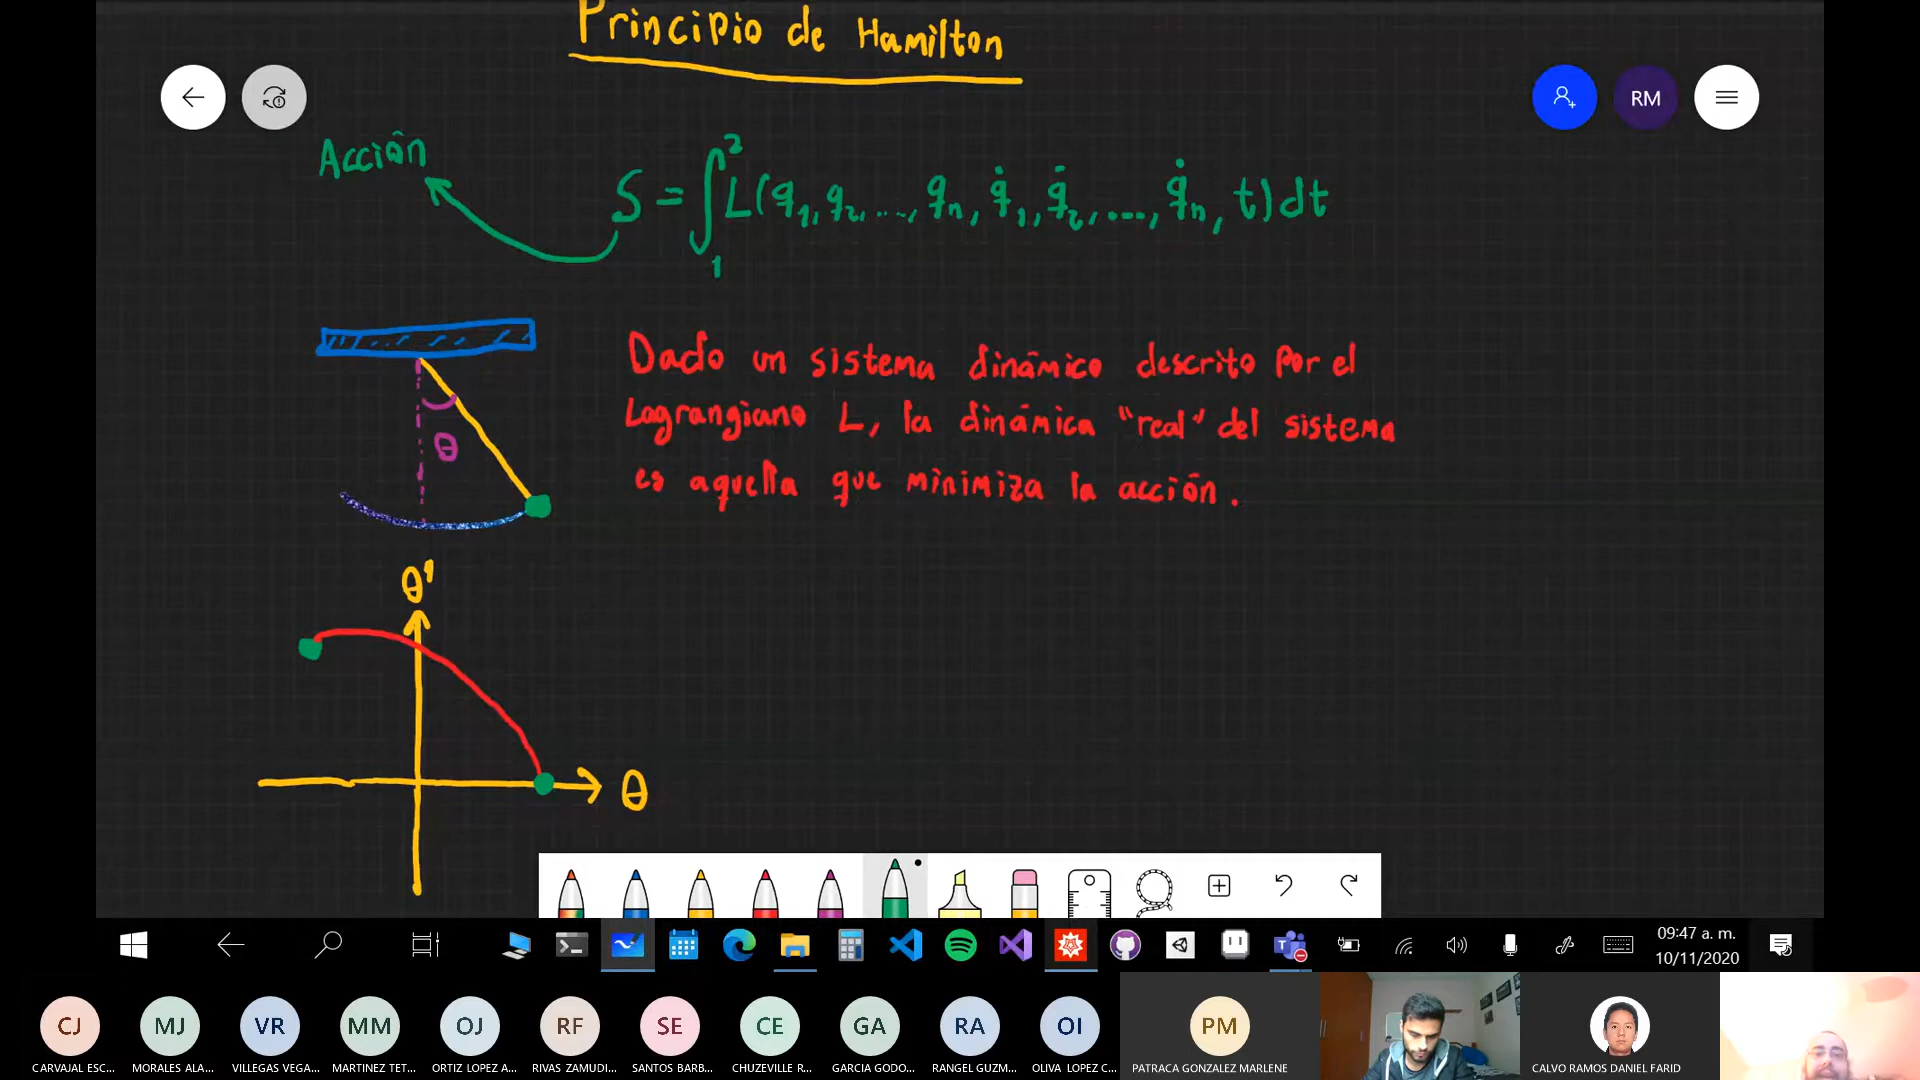 Principio de Hamilton
RM
Acción
S = ∫₁² L(q₁, q₂, ..., qₙ, q̇₁, q̇₂, ..., q̇ₙ, t) dt
Dado un sistema dinámico descrito por el
Lagrangiano L, la dinámica "real" del sistema
es aquella que minimiza la acción.
θ
θ'
θ
09:47 a. m.
10/11/2020
CJ
MJ
VR
MM
OJ
RF
SE
CE
GA
RA
OI
PM
CARVAJAL ESC...
MORALES ALA...
VILLEGAS VEGA...
MARTINEZ TET...
ORTIZ LOPEZ A...
RIVAS ZAMUDI...
SANTOS BARB...
CHUZEVILLE R...
GARCIA GODO...
RANGEL GUZM...
OLIVA LOPEZ C...
PATRACA GONZALEZ MARLENE
CALVO RAMOS DANIEL FARID